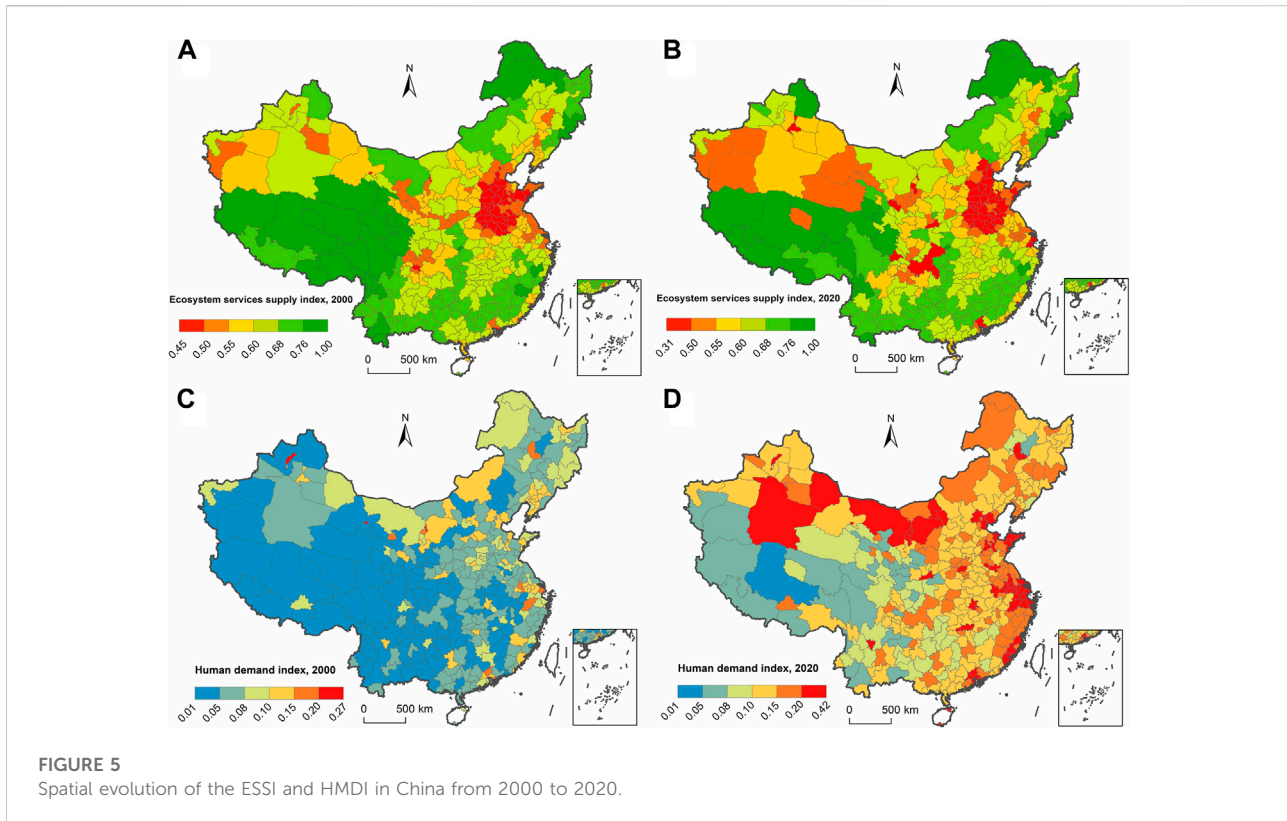 A
N
Ecosystem services supply index, 2000
0.45 0.50 0.55 0.60 0.68 0.76 1.00
0 500 km
B
N
Ecosystem services supply index, 2020
0.31 0.50 0.55 0.60 0.68 0.76 1.00
0 500 km
C
N
Human demand index, 2000
0.01 0.05 0.08 0.10 0.15 0.20 0.27
0 500 km
D
N
Human demand index, 2020
0.01 0.05 0.08 0.10 0.15 0.20 0.42
0 500 km
FIGURE 5
Spatial evolution of the ESSI and HMDI in China from 2000 to 2020.